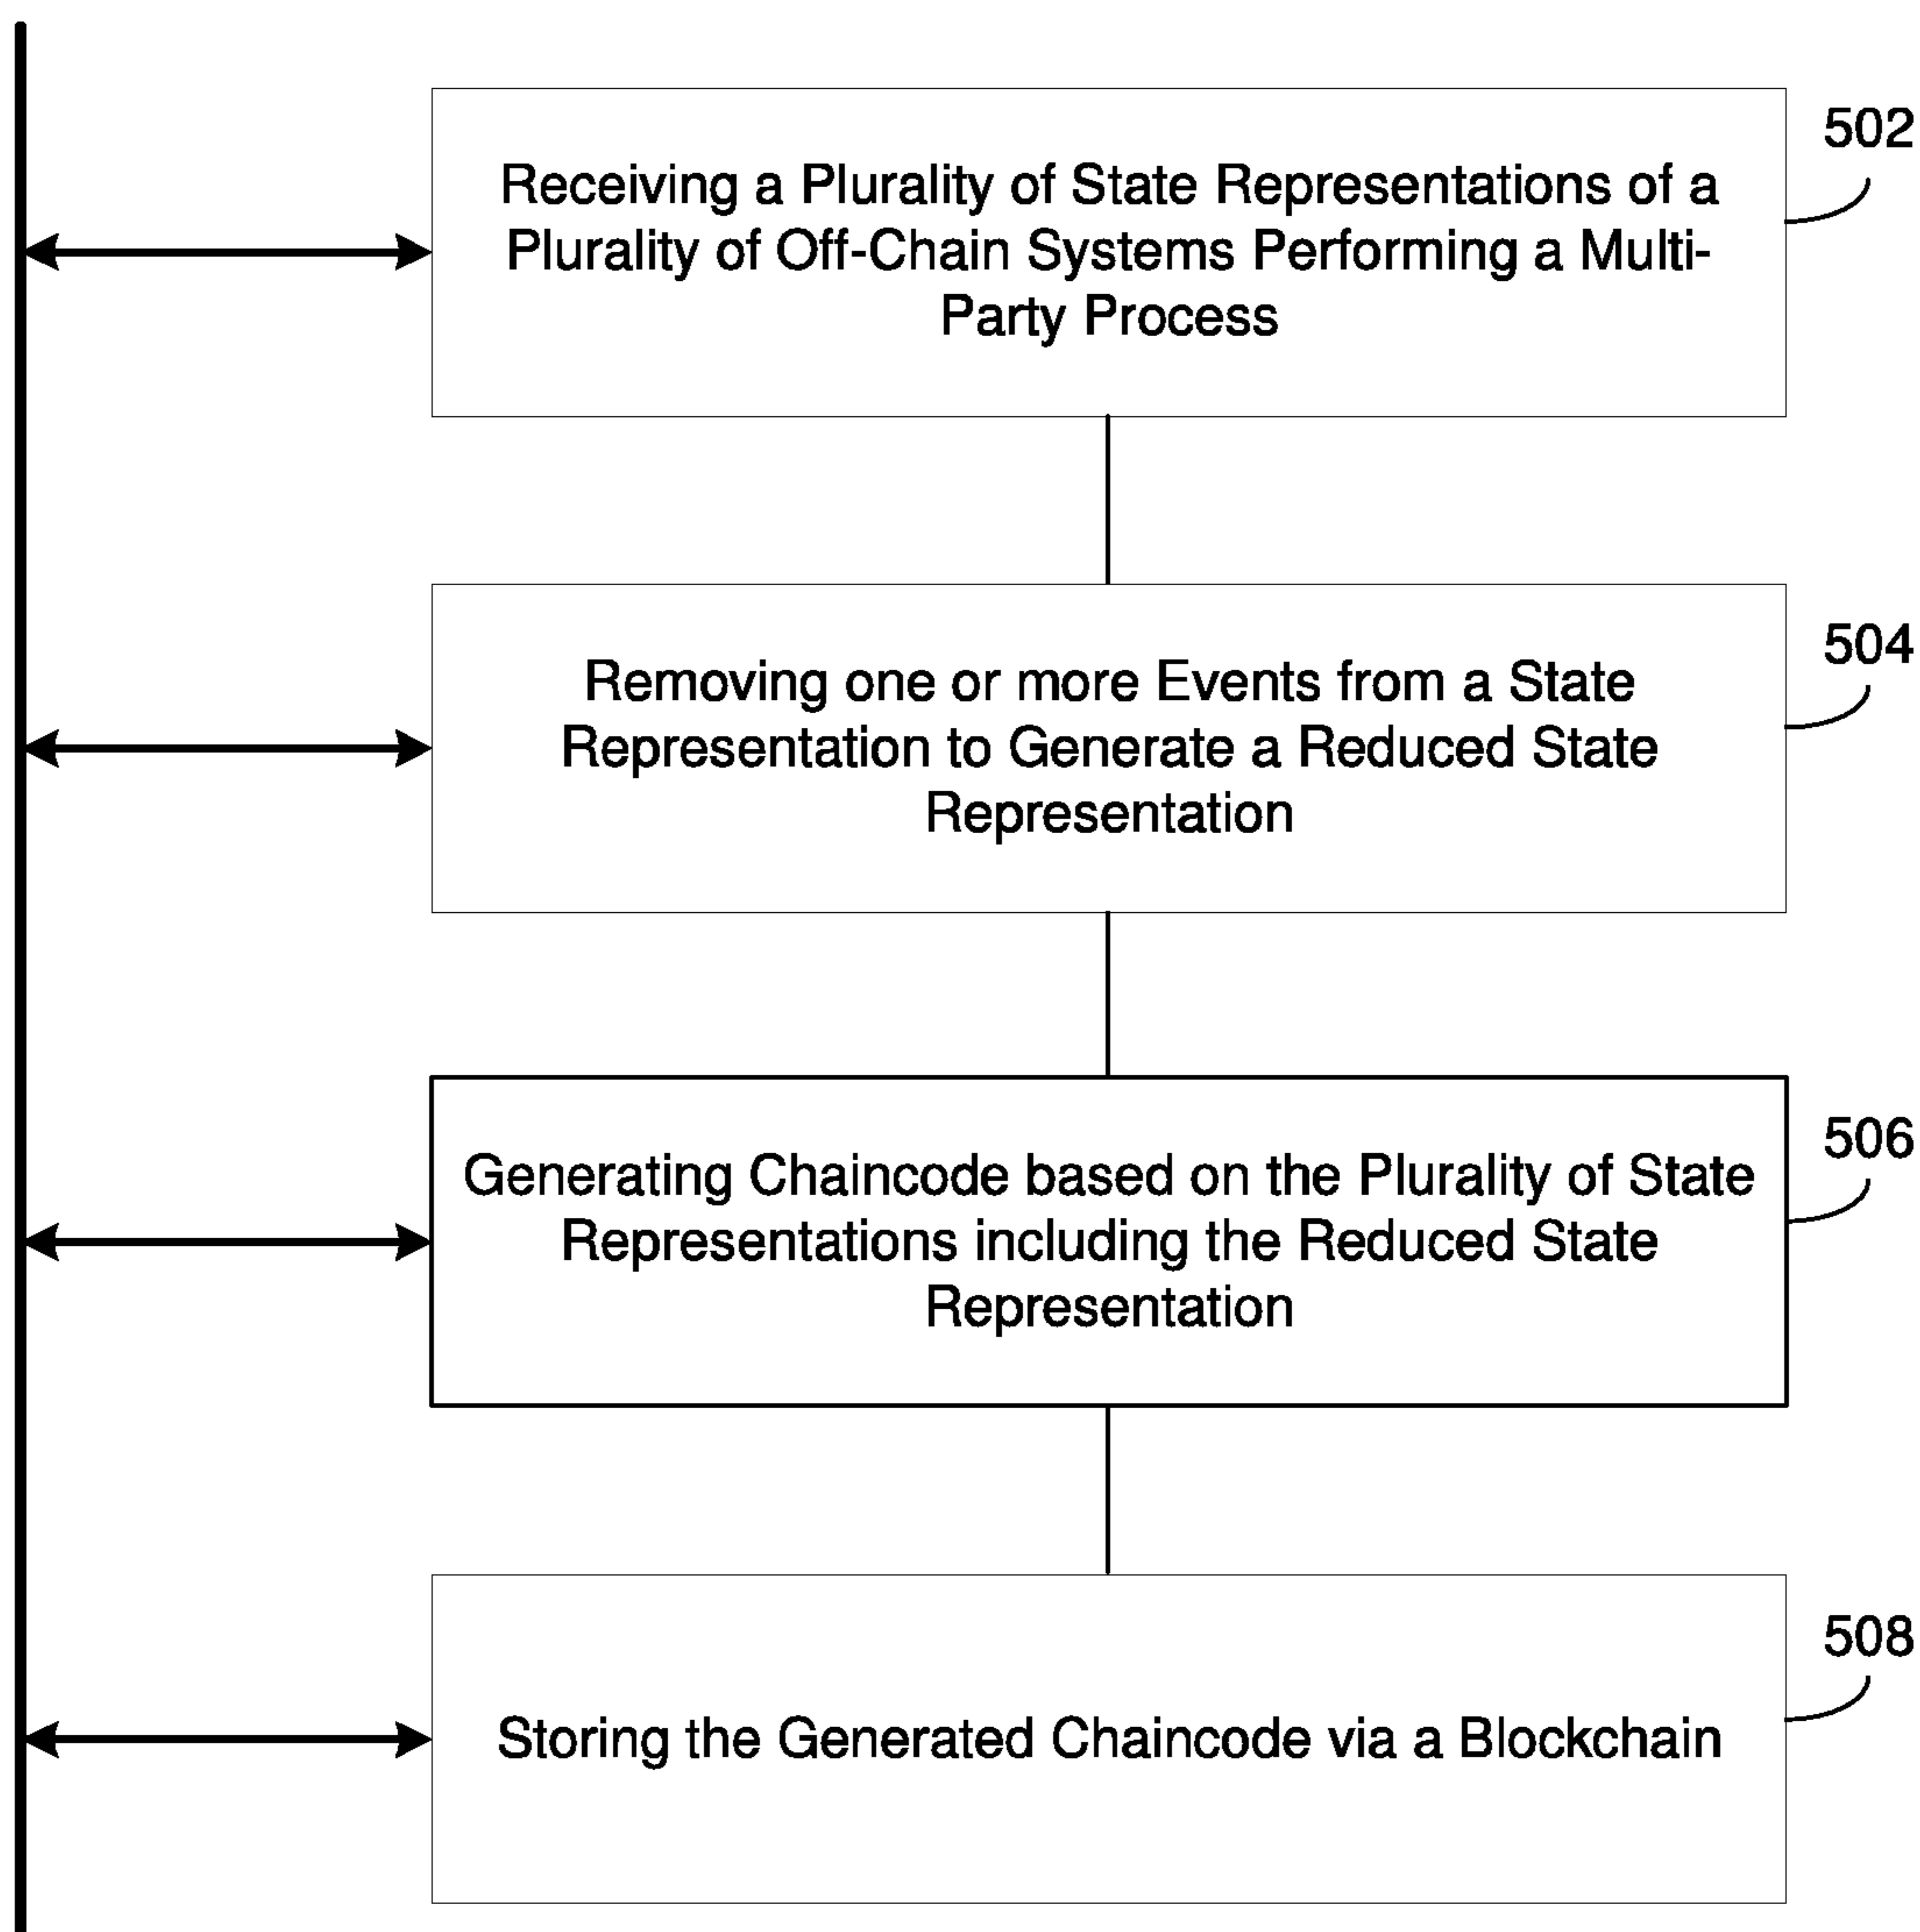 502
Receiving a Plurality of State Representations of a
Plurality of Off-Chain Systems Performing a Multi-
Party Process
504
Removing one or more Events from a State
Representation to Generate a Reduced State
Representation
506
Generating Chaincode based on the Plurality of State
Representations including the Reduced State
Representation
508
Storing the Generated Chaincode via a Blockchain